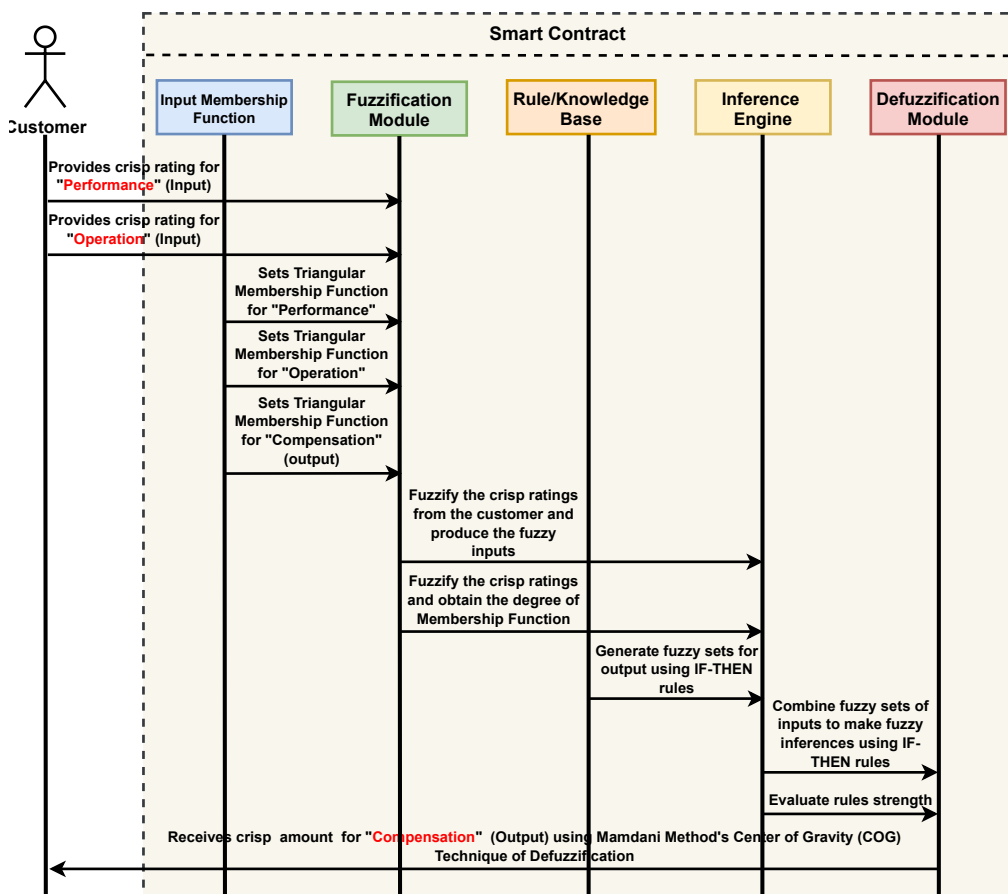 Smart Contract
Customer
Input Membership
Function
Fuzzification
Module
Rule/Knowledge
Base
Inference
Engine
Defuzzification
Module
Provides crisp rating for
"Performance" (Input)
Provides crisp rating for
"Operation" (Input)
Sets Triangular
Membership Function
for "Performance"
Sets Triangular
Membership Function
for "Operation"
Sets Triangular
Membership Function
for "Compensation"
(output)
Fuzzify the crisp ratings
from the customer and
produce the fuzzy
inputs
Fuzzify the crisp ratings
and obtain the degree of
Membership Function
Generate fuzzy sets for
output using IF-THEN
rules
Combine fuzzy sets of
inputs to make fuzzy
inferences using IF-
THEN rules
Evaluate rules strength
Receives crisp amount for "Compensation" (Output) using Mamdani Method's Center of Gravity (COG)
Technique of Defuzzification